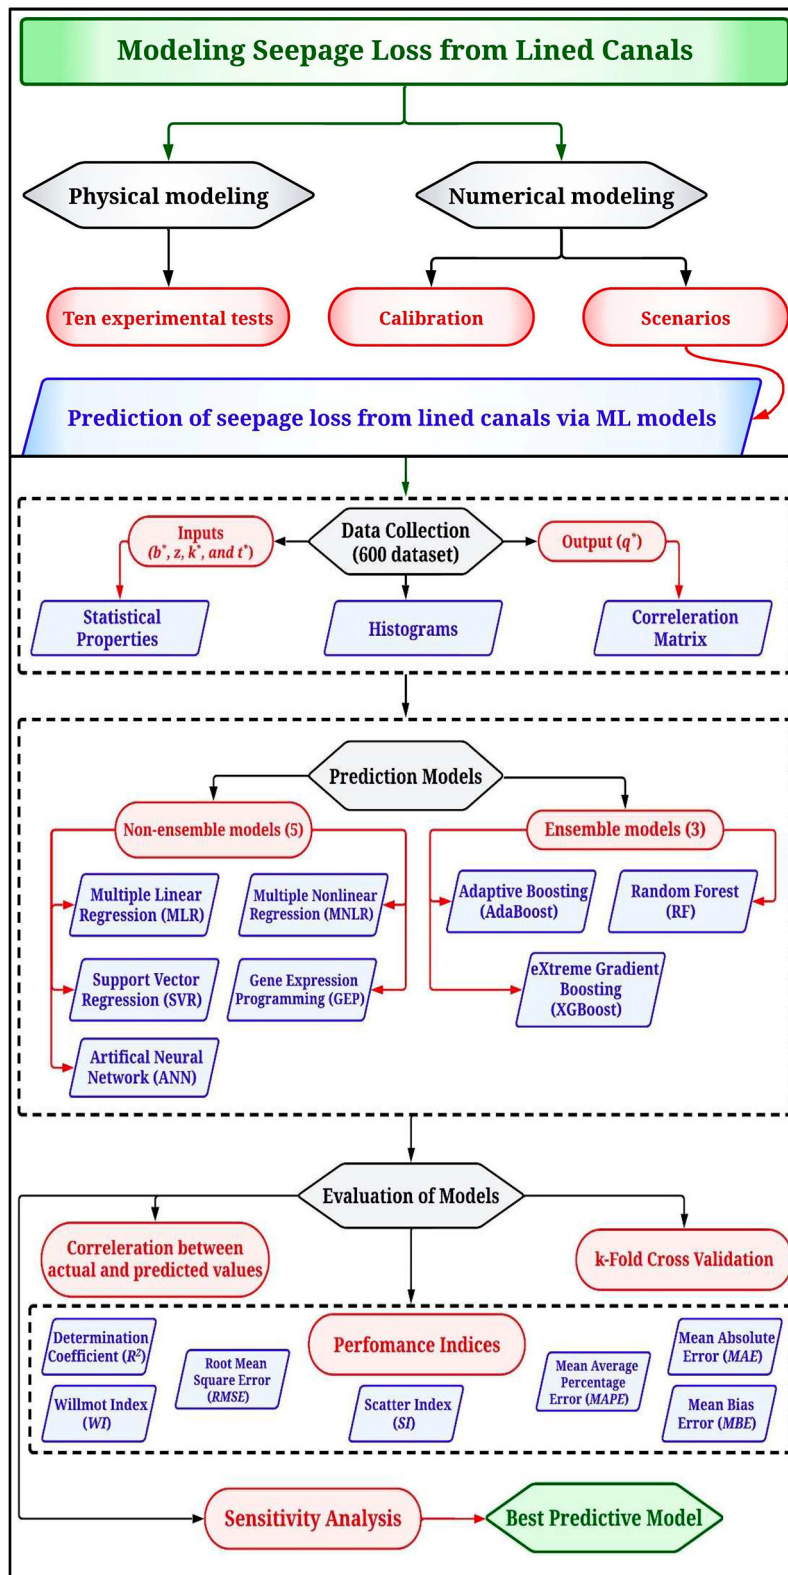 Modeling Seepage Loss from Lined Canals
Physical modeling
Numerical modeling
Ten experimental tests
Calibration
Scenarios
Prediction of seepage loss from lined canals via ML models
Data Collection
(600 dataset)
Inputs
(b*, z, k*, and t*)
Output (q*)
Statistical
Properties
Histograms
Correleration
Matrix
Prediction Models
Non-ensemble models (5)
Ensemble models (3)
Multiple Linear
Regression (MLR)
Multiple Nonlinear
Regression (MNLR)
Adaptive Boosting
(AdaBoost)
Random Forest
(RF)
Support Vector
Regression (SVR)
Gene Expression
Programming (GEP)
eXtreme Gradient
Boosting
(XGBoost)
Artifical Neural
Network (ANN)
Evaluation of Models
Correleration between
actual and predicted values
k-Fold Cross Validation
Perfomance Indices
Determination
Coefficient (R²)
Root Mean
Square Error
(RMSE)
Mean Average
Percentage
Error (MAPE)
Mean Absolute
Error (MAE)
Willmot Index
(WI)
Scatter Index
(SI)
Mean Bias
Error (MBE)
Sensitivity Analysis
Best Predictive Model